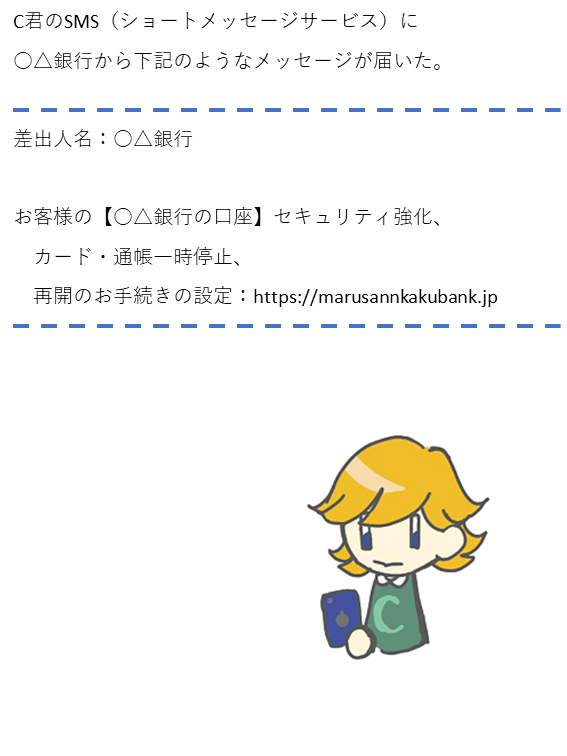 C君のSMS（ショートメッセージサービス）に
〇△銀行から下記のようなメッセージが届いた。
差出人名：〇△銀行
お客様の【〇△銀行の口座】セキュリティ強化、
カード・通帳一時停止、
再開のお手続きの設定：https://marusannkakubank.jp
C